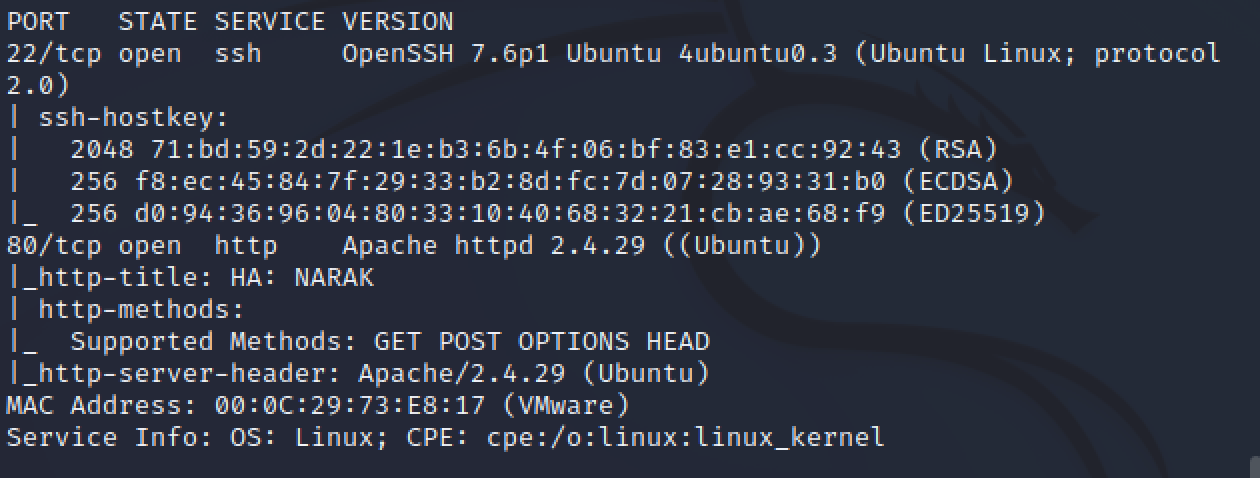 PORT   STATE SERVICE VERSION
22/tcp open  ssh     OpenSSH 7.6p1 Ubuntu 4ubuntu0.3 (Ubuntu Linux; protocol
2.0)
| ssh-hostkey:
|   2048 71:bd:59:2d:22:1e:b3:6b:4f:06:bf:83:e1:cc:92:43 (RSA)
|   256 f8:ec:45:84:7f:29:33:b2:8d:fc:7d:07:28:93:31:b0 (ECDSA)
|_  256 d0:94:36:96:04:80:33:10:40:68:32:21:cb:ae:68:f9 (ED25519)
80/tcp open  http    Apache httpd 2.4.29 ((Ubuntu))
|_http-title: HA: NARAK
| http-methods:
|_  Supported Methods: GET POST OPTIONS HEAD
|_http-server-header: Apache/2.4.29 (Ubuntu)
MAC Address: 00:0C:29:73:E8:17 (VMware)
Service Info: OS: Linux; CPE: cpe:/o:linux:linux_kernel